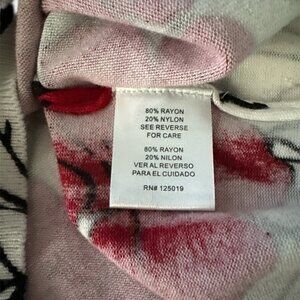 80% RAYON
20% NYLON
SEE REVERSE
FOR CARE
80% RAYON
20% NILON
VER AL REVERSO
PARA EL CUIDADO
RN# 125019